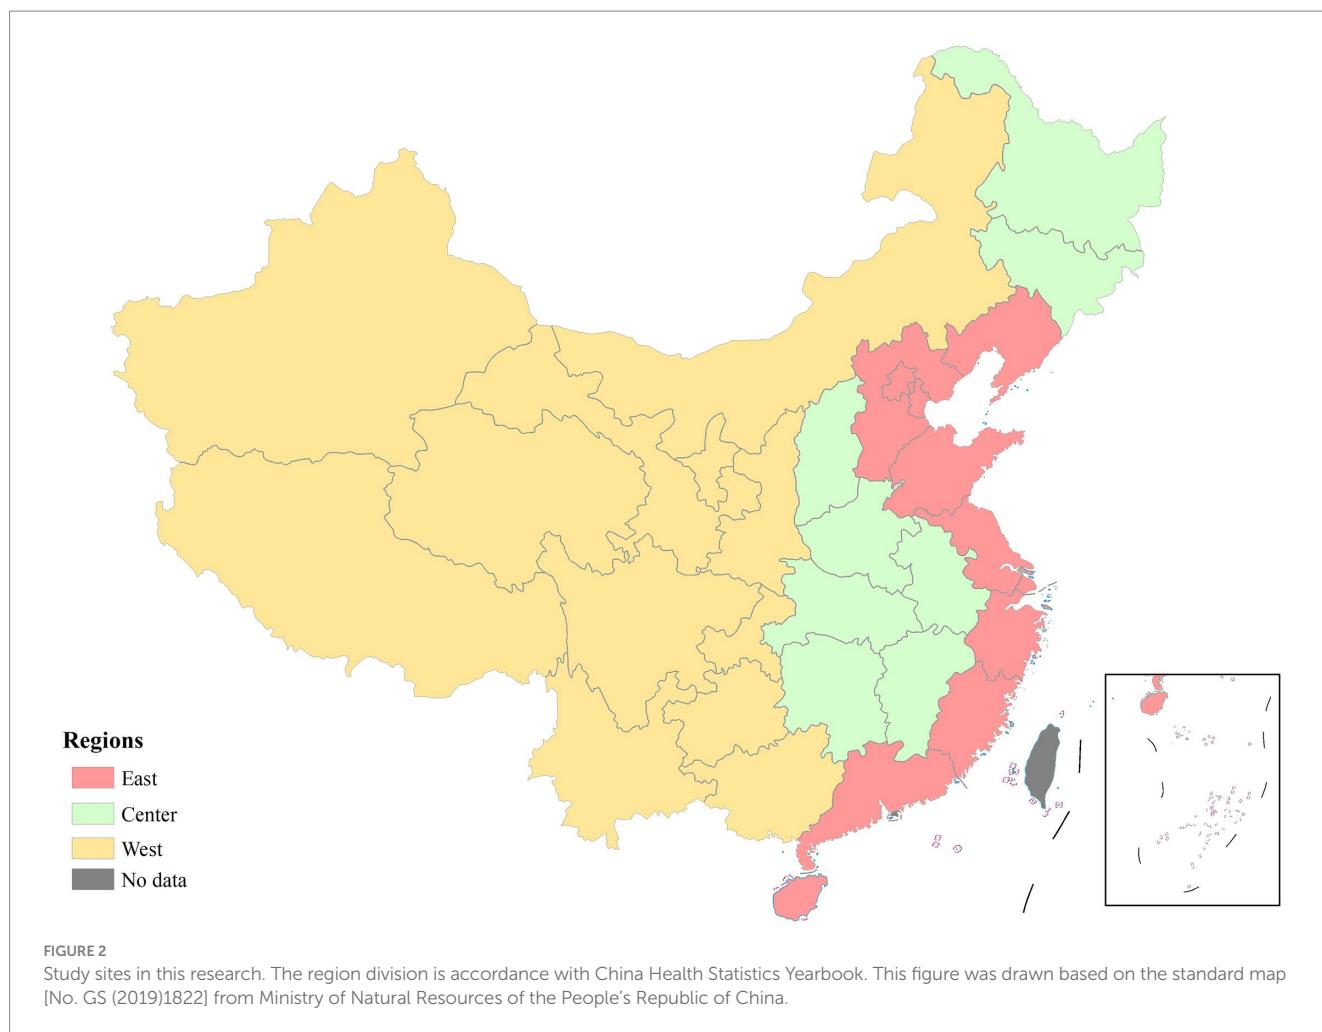 Regions
East
Center
West
No data
FIGURE 2
Study sites in this research. The region division is accordance with China Health Statistics Yearbook. This figure was drawn based on the standard map
[No. GS (2019)1822] from Ministry of Natural Resources of the People’s Republic of China.